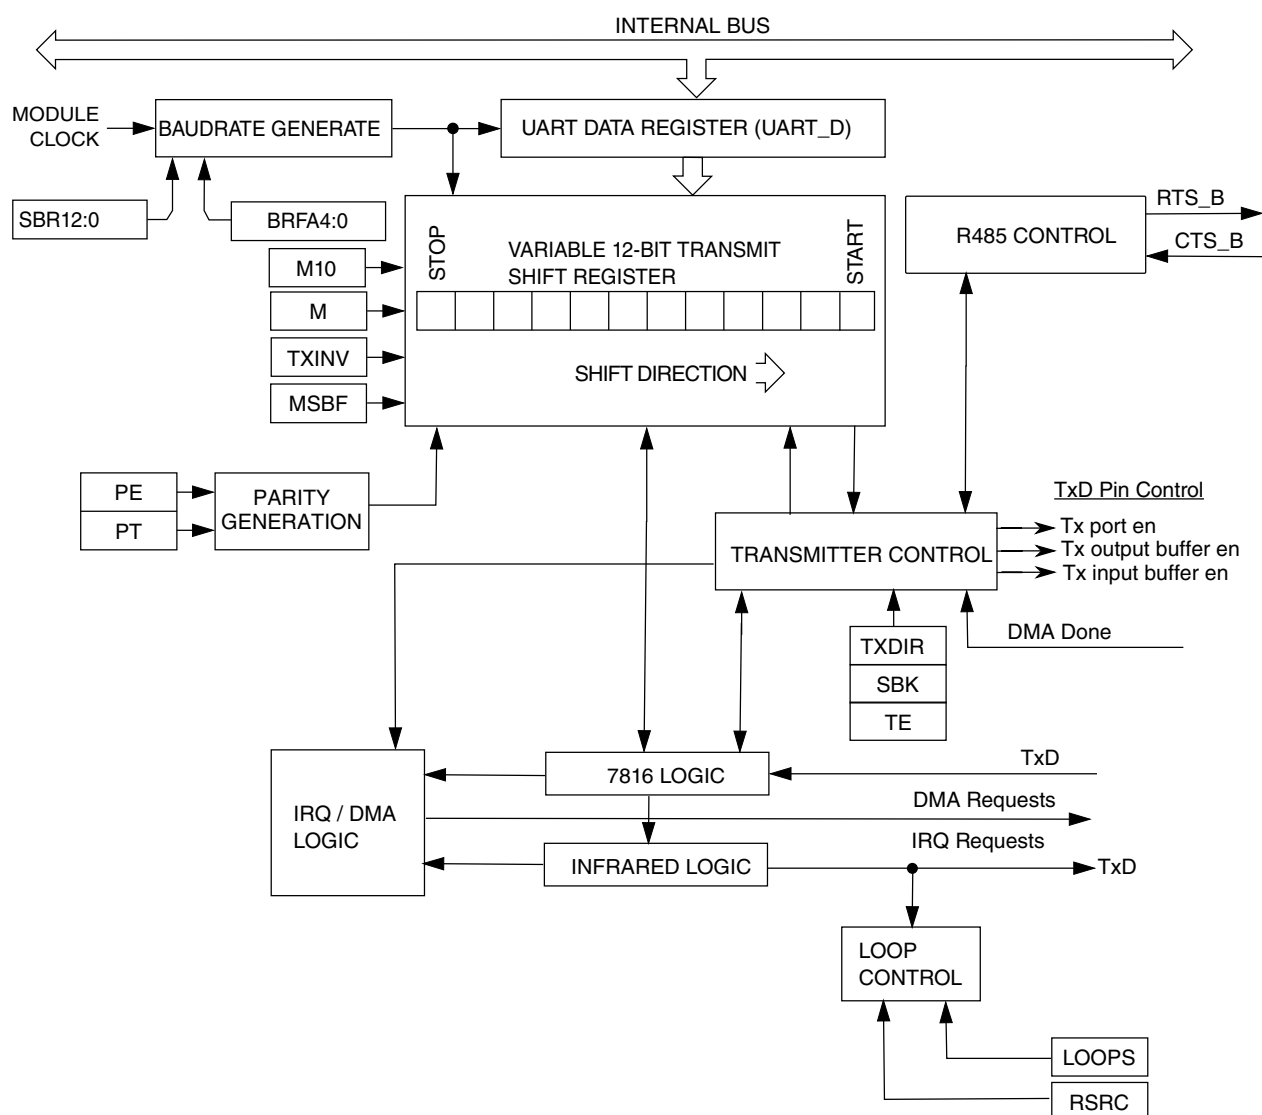 INTERNAL BUS
MODULE
CLOCK
BAUDRATE GENERATE
UART DATA REGISTER (UART_D)
SBR12:0
BRFA4:0
M10
M
TXINV
MSBF
STOP
VARIABLE 12-BIT TRANSMIT
SHIFT REGISTER
START
SHIFT DIRECTION
R485 CONTROL
RTS_B
CTS_B
PE
PT
PARITY
GENERATION
TRANSMITTER CONTROL
TxD Pin Control
Tx port en
Tx output buffer en
Tx input buffer en
TXDIR
SBK
TE
DMA Done
IRQ / DMA
LOGIC
7816 LOGIC
TxD
DMA Requests
IRQ Requests
INFRARED LOGIC
TxD
LOOP
CONTROL
LOOPS
RSRC